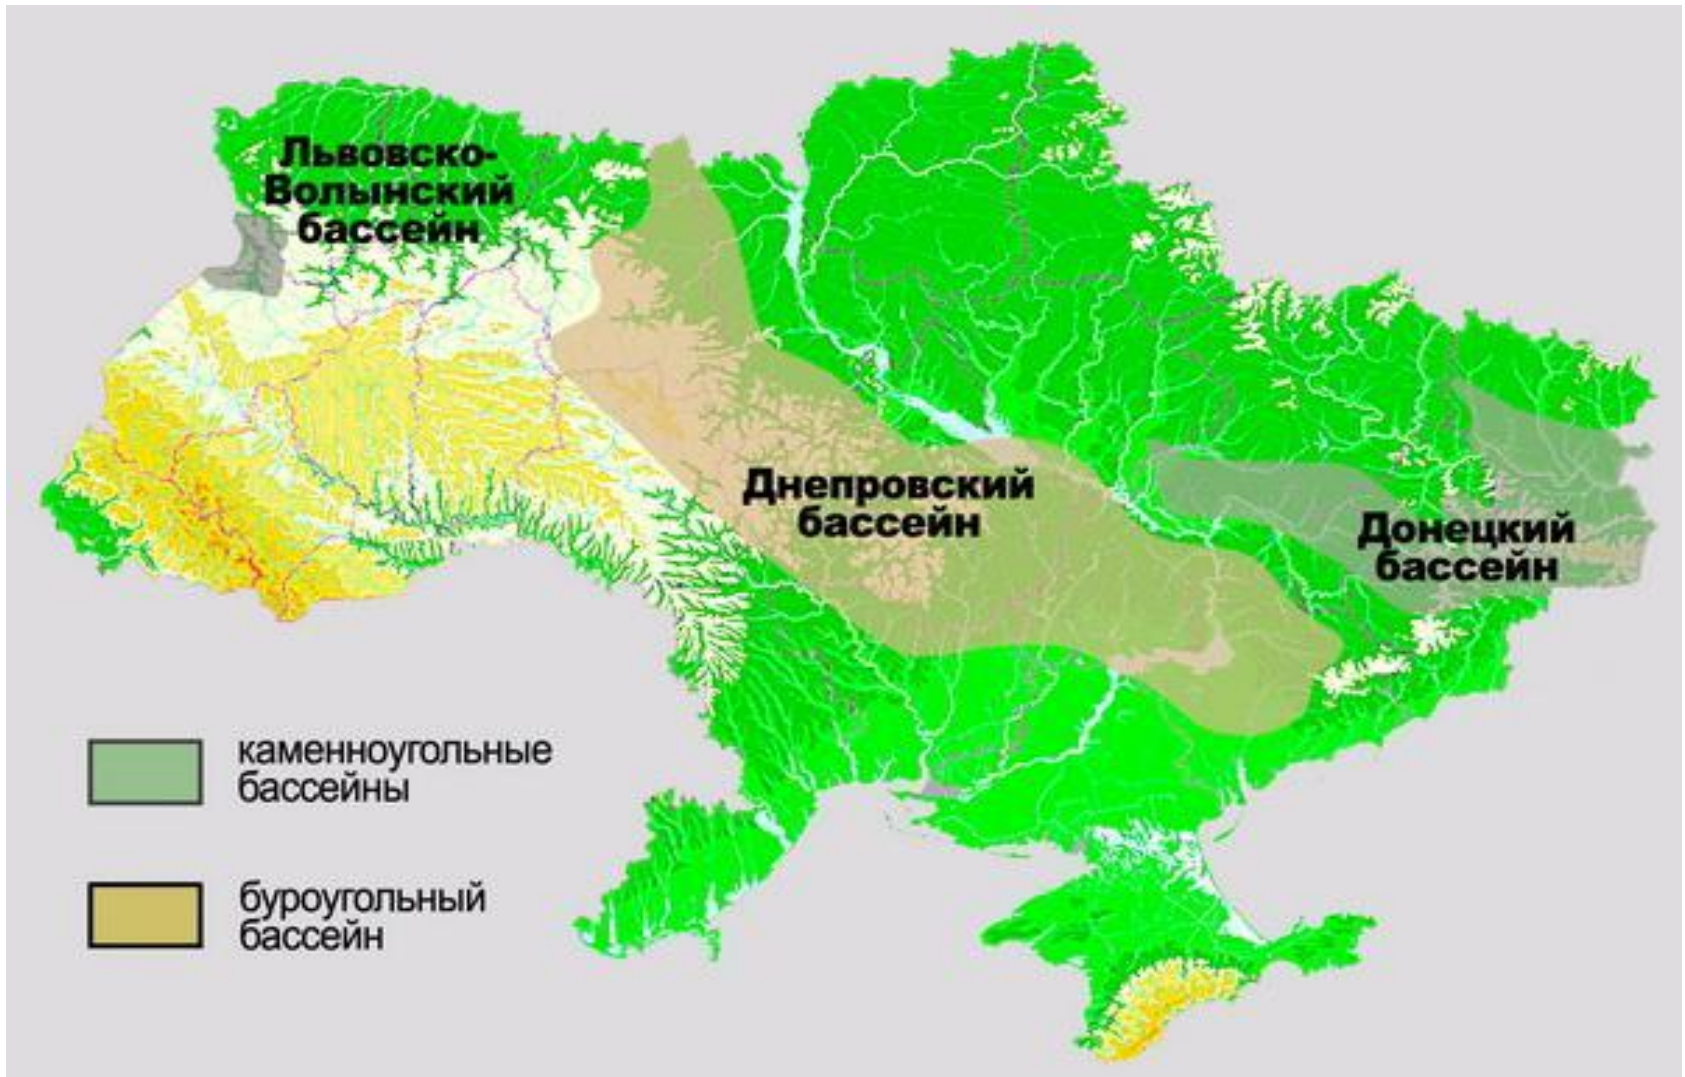 Львовско-
Волынский
бассейн
Днепровский
бассейн
Донецкий
бассейн
каменноугольные
бассейны
буроугольный
бассейн